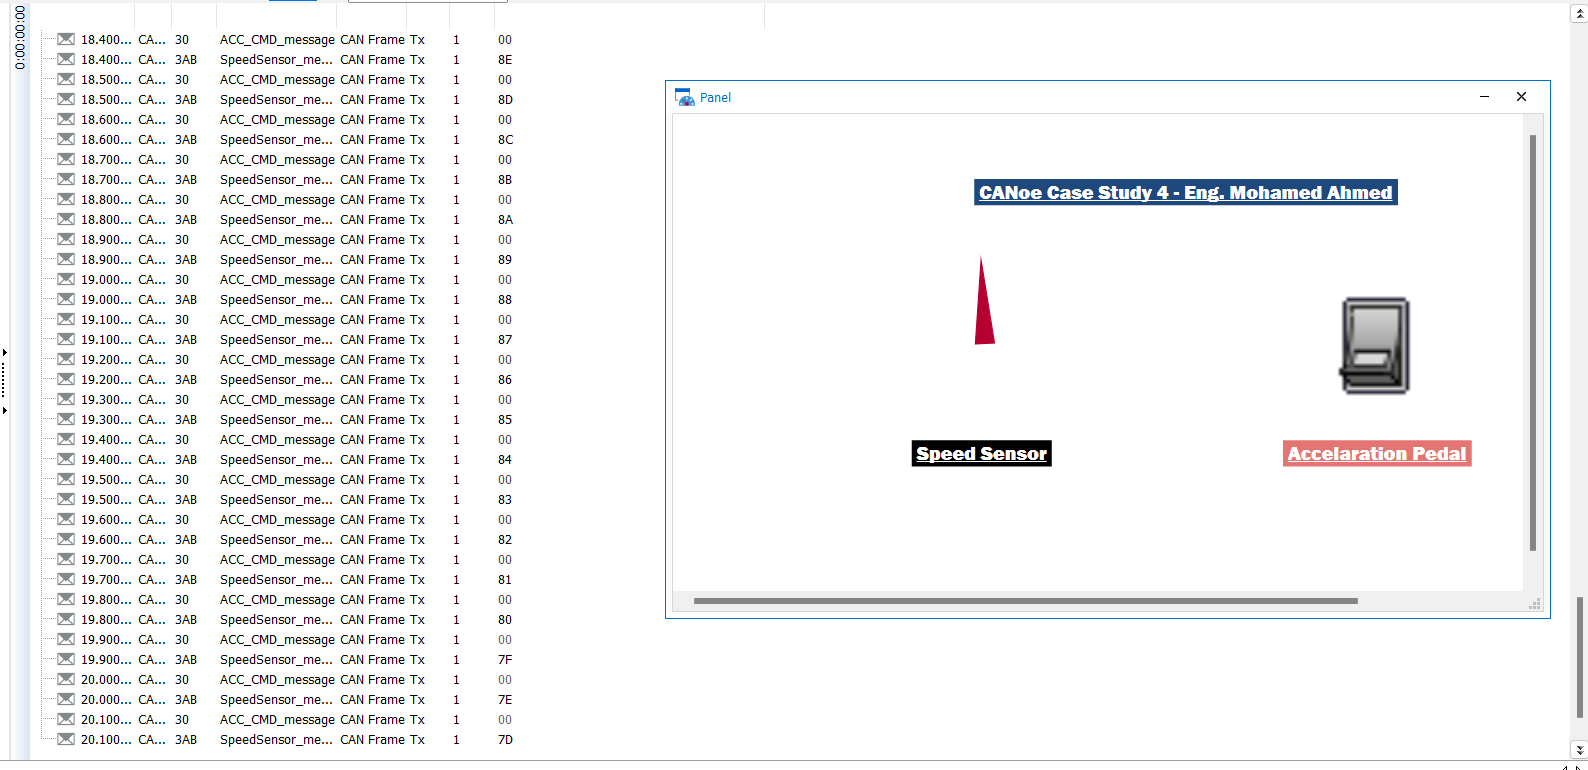 0:00:00:00
18.400... CA... 30 ACC_CMD_message CAN Frame Tx 1 00
18.400... CA... 3AB SpeedSensor_me... CAN Frame Tx 1 8E
18.500... CA... 30 ACC_CMD_message CAN Frame Tx 1 00
18.500... CA... 3AB SpeedSensor_me... CAN Frame Tx 1 8D
18.600... CA... 30 ACC_CMD_message CAN Frame Tx 1 00
18.600... CA... 3AB SpeedSensor_me... CAN Frame Tx 1 8C
18.700... CA... 30 ACC_CMD_message CAN Frame Tx 1 00
18.700... CA... 3AB SpeedSensor_me... CAN Frame Tx 1 8B
18.800... CA... 30 ACC_CMD_message CAN Frame Tx 1 00
18.800... CA... 3AB SpeedSensor_me... CAN Frame Tx 1 8A
18.900... CA... 30 ACC_CMD_message CAN Frame Tx 1 00
18.900... CA... 3AB SpeedSensor_me... CAN Frame Tx 1 89
19.000... CA... 30 ACC_CMD_message CAN Frame Tx 1 00
19.000... CA... 3AB SpeedSensor_me... CAN Frame Tx 1 88
19.100... CA... 30 ACC_CMD_message CAN Frame Tx 1 00
19.100... CA... 3AB SpeedSensor_me... CAN Frame Tx 1 87
19.200... CA... 30 ACC_CMD_message CAN Frame Tx 1 00
19.200... CA... 3AB SpeedSensor_me... CAN Frame Tx 1 86
19.300... CA... 30 ACC_CMD_message CAN Frame Tx 1 00
19.300... CA... 3AB SpeedSensor_me... CAN Frame Tx 1 85
19.400... CA... 30 ACC_CMD_message CAN Frame Tx 1 00
19.400... CA... 3AB SpeedSensor_me... CAN Frame Tx 1 84
19.500... CA... 30 ACC_CMD_message CAN Frame Tx 1 00
19.500... CA... 3AB SpeedSensor_me... CAN Frame Tx 1 83
19.600... CA... 30 ACC_CMD_message CAN Frame Tx 1 00
19.600... CA... 3AB SpeedSensor_me... CAN Frame Tx 1 82
19.700... CA... 30 ACC_CMD_message CAN Frame Tx 1 00
19.700... CA... 3AB SpeedSensor_me... CAN Frame Tx 1 81
19.800... CA... 30 ACC_CMD_message CAN Frame Tx 1 00
19.800... CA... 3AB SpeedSensor_me... CAN Frame Tx 1 80
19.900... CA... 30 ACC_CMD_message CAN Frame Tx 1 00
19.900... CA... 3AB SpeedSensor_me... CAN Frame Tx 1 7F
20.000... CA... 30 ACC_CMD_message CAN Frame Tx 1 00
20.000... CA... 3AB SpeedSensor_me... CAN Frame Tx 1 7E
20.100... CA... 30 ACC_CMD_message CAN Frame Tx 1 00
20.100... CA... 3AB SpeedSensor_me... CAN Frame Tx 1 7D
Panel
CANoe Case Study 4 - Eng. Mohamed Ahmed
Speed Sensor
Accelaration Pedal